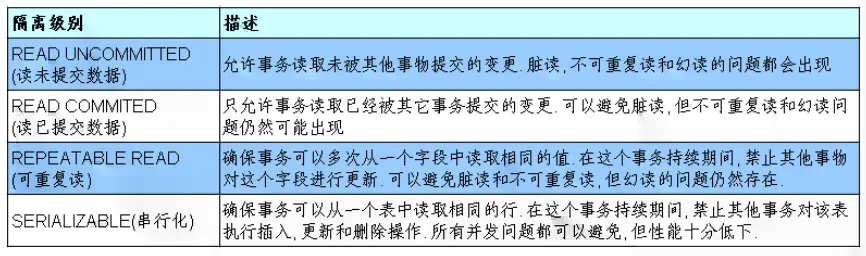 隔离级别 描述
READ UNCOMMITTED
(读未提交数据)
允许事务读取未被其他事物提交的变更.脏读,不可重复读和幻读的问题都会出现
READ COMMITED
(读已提交数据)
只允许事务读取已经被其它事务提交的变更.可以避免脏读,但不可重复读和幻读问
题仍然可能出现
REPEATABLE READ
(可重复读)
确保事务可以多次从一个字段中读取相同的值.在这个事务持续期间,禁止其他事物
对这个字段进行更新.可以避免脏读和不可重复读,但幻读的问题仍然存在.
SERIALIZABLE(串行化)
确保事务可以从一个表中读取相同的行.在这个事务持续期间,禁止其他事务对该表
执行插入,更新和删除操作.所有并发问题都可以避免,但性能十分低下.